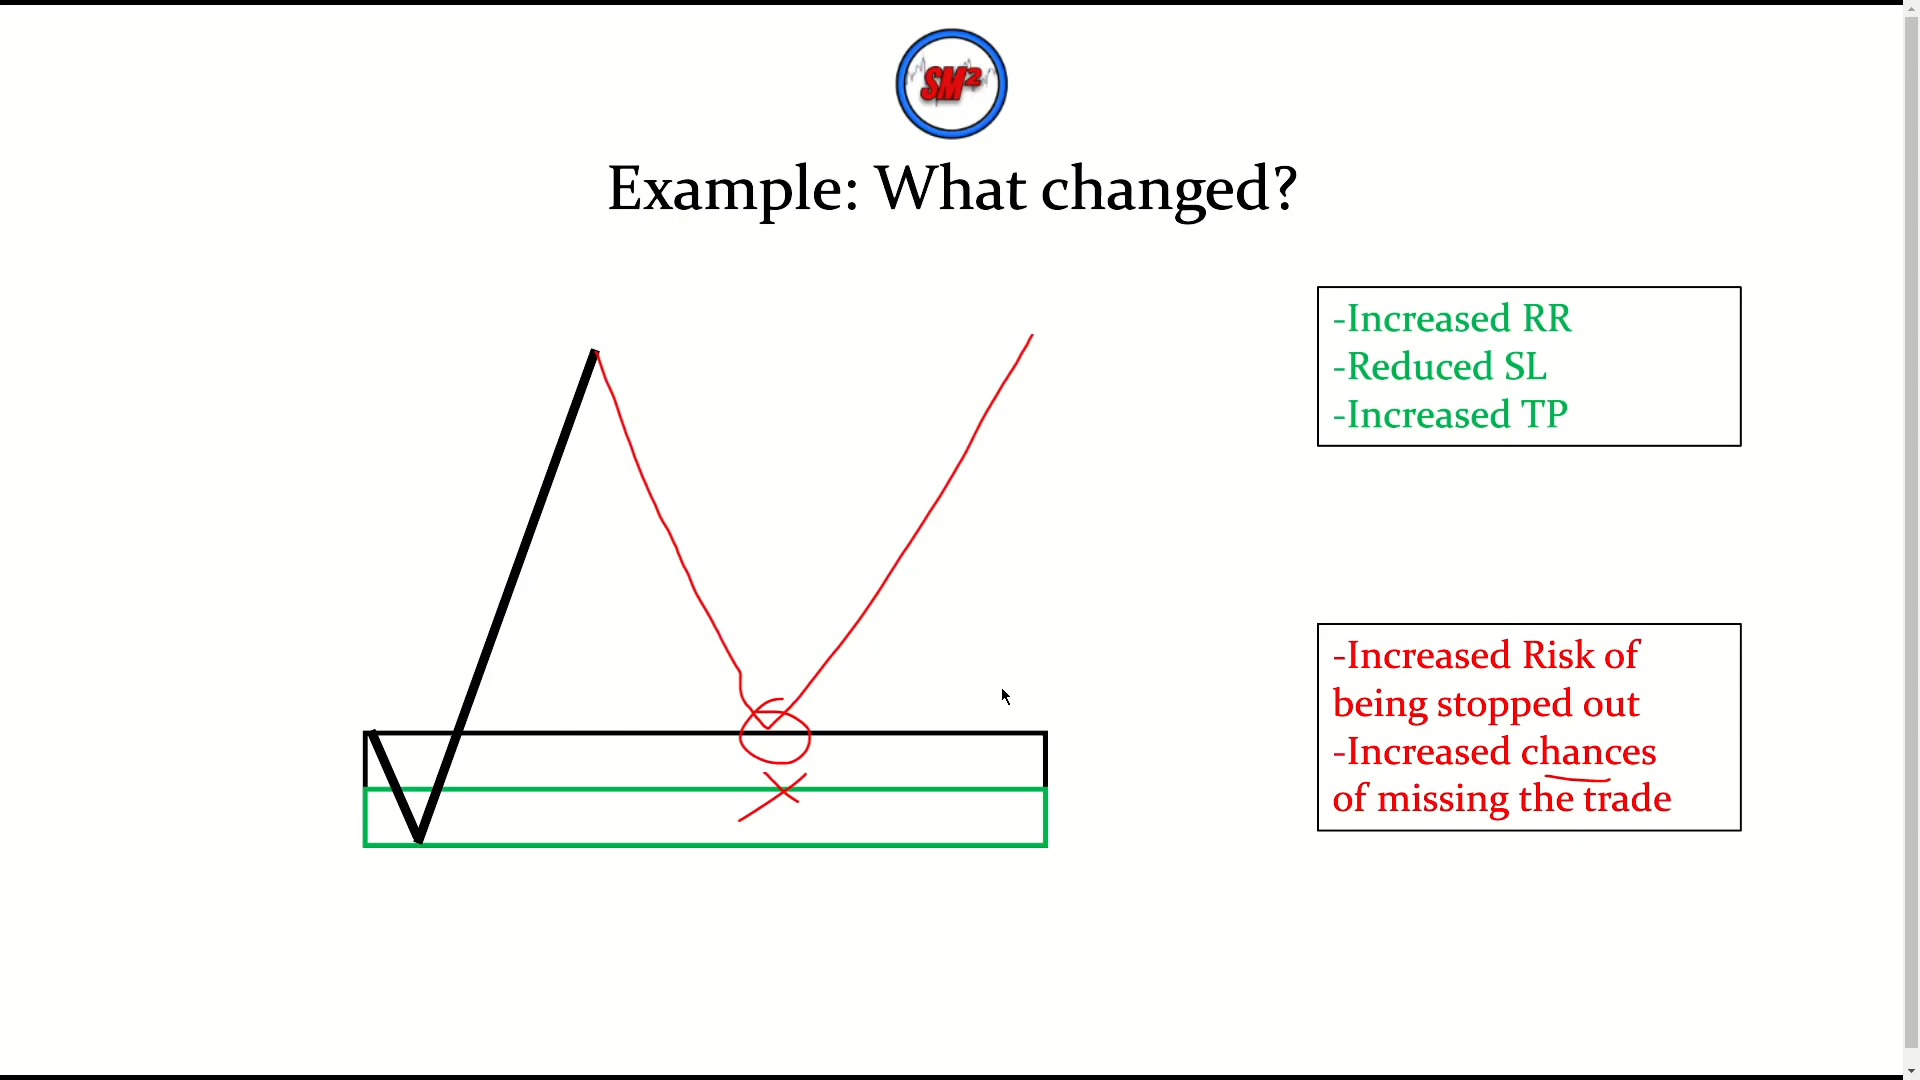 SM²
Example: What changed?
-Increased RR
-Reduced SL
-Increased TP
-Increased Risk of
being stopped out
-Increased chances
of missing the trade